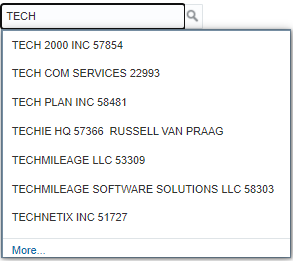 TECH
TECH 2000 INC 57854
TECH COM SERVICES 22993
TECH PLAN INC 58481
TECHIE HQ 57366  RUSSELL VAN PRAAG
TECHMILEAGE LLC 53309
TECHMILEAGE SOFTWARE SOLUTIONS LLC 58303
TECHNETIX INC 51727
More...